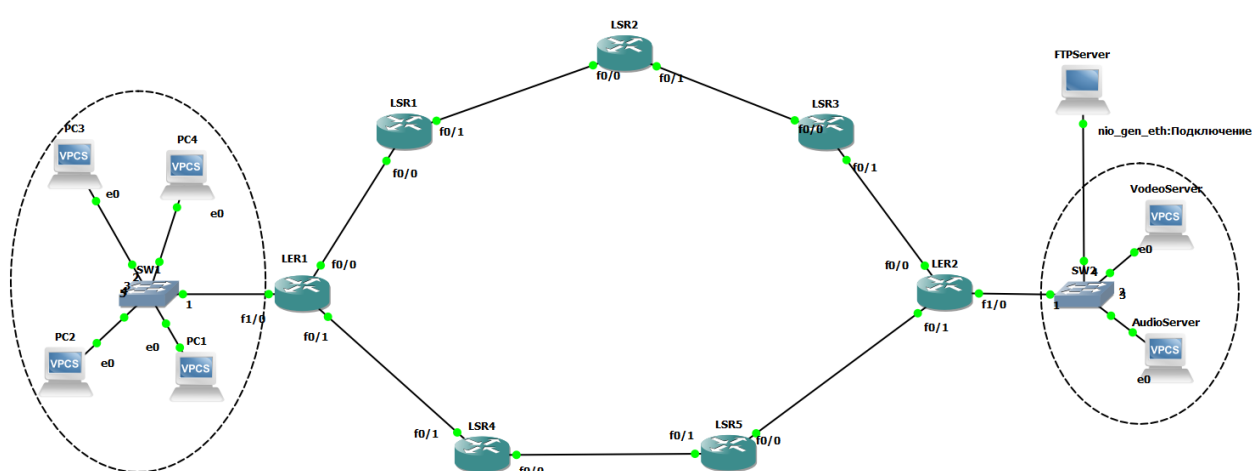 LSR2
f0/0
f0/1
FTPServer
nio_gen_eth:Подключение
LSR1
f0/1
f0/0
LSR3
f0/0
f0/1
PC3
VPCS
e0
PC4
VPCS
e0
VodeoServer
VPCS
e0
SW1
2
3
1
LER1
f0/0
f1/0
f0/1
LER2
f0/0
f1/0
f0/1
SW2
4
1
AudioServer
VPCS
e0
PC2
VPCS
e0
PC1
VPCS
e0
LSR4
f0/1
f0/0
LSR5
f0/1
f0/0